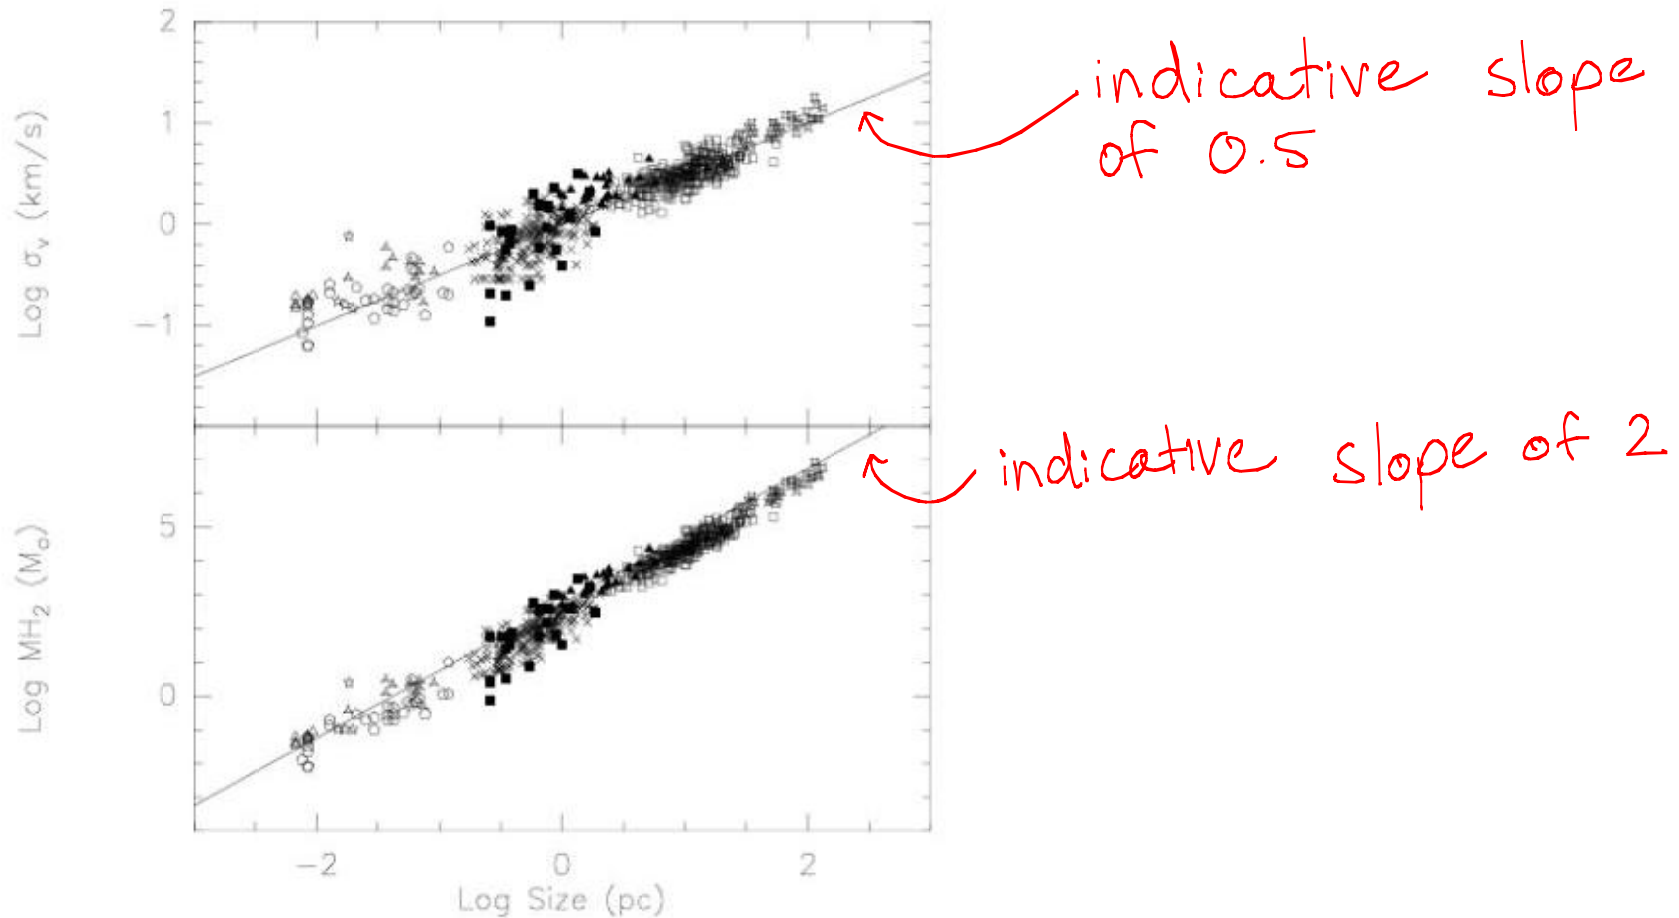 2
1
0
−1
Log σv (km/s)
indicative slope
of 0.5
5
0
Log MH2 (Mo)
indicative slope of 2
−2 0 2
Log Size (pc)